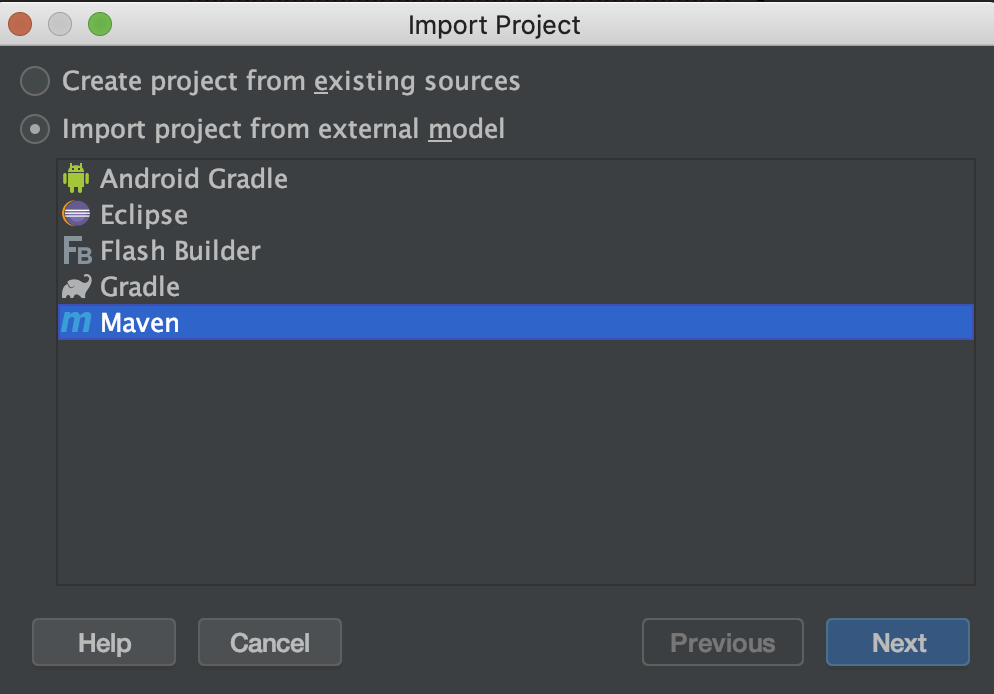 Import Project
Create project from existing sources
Import project from external model
Android Gradle
Eclipse
FB Flash Builder
Gradle
m Maven
Help Cancel Previous Next